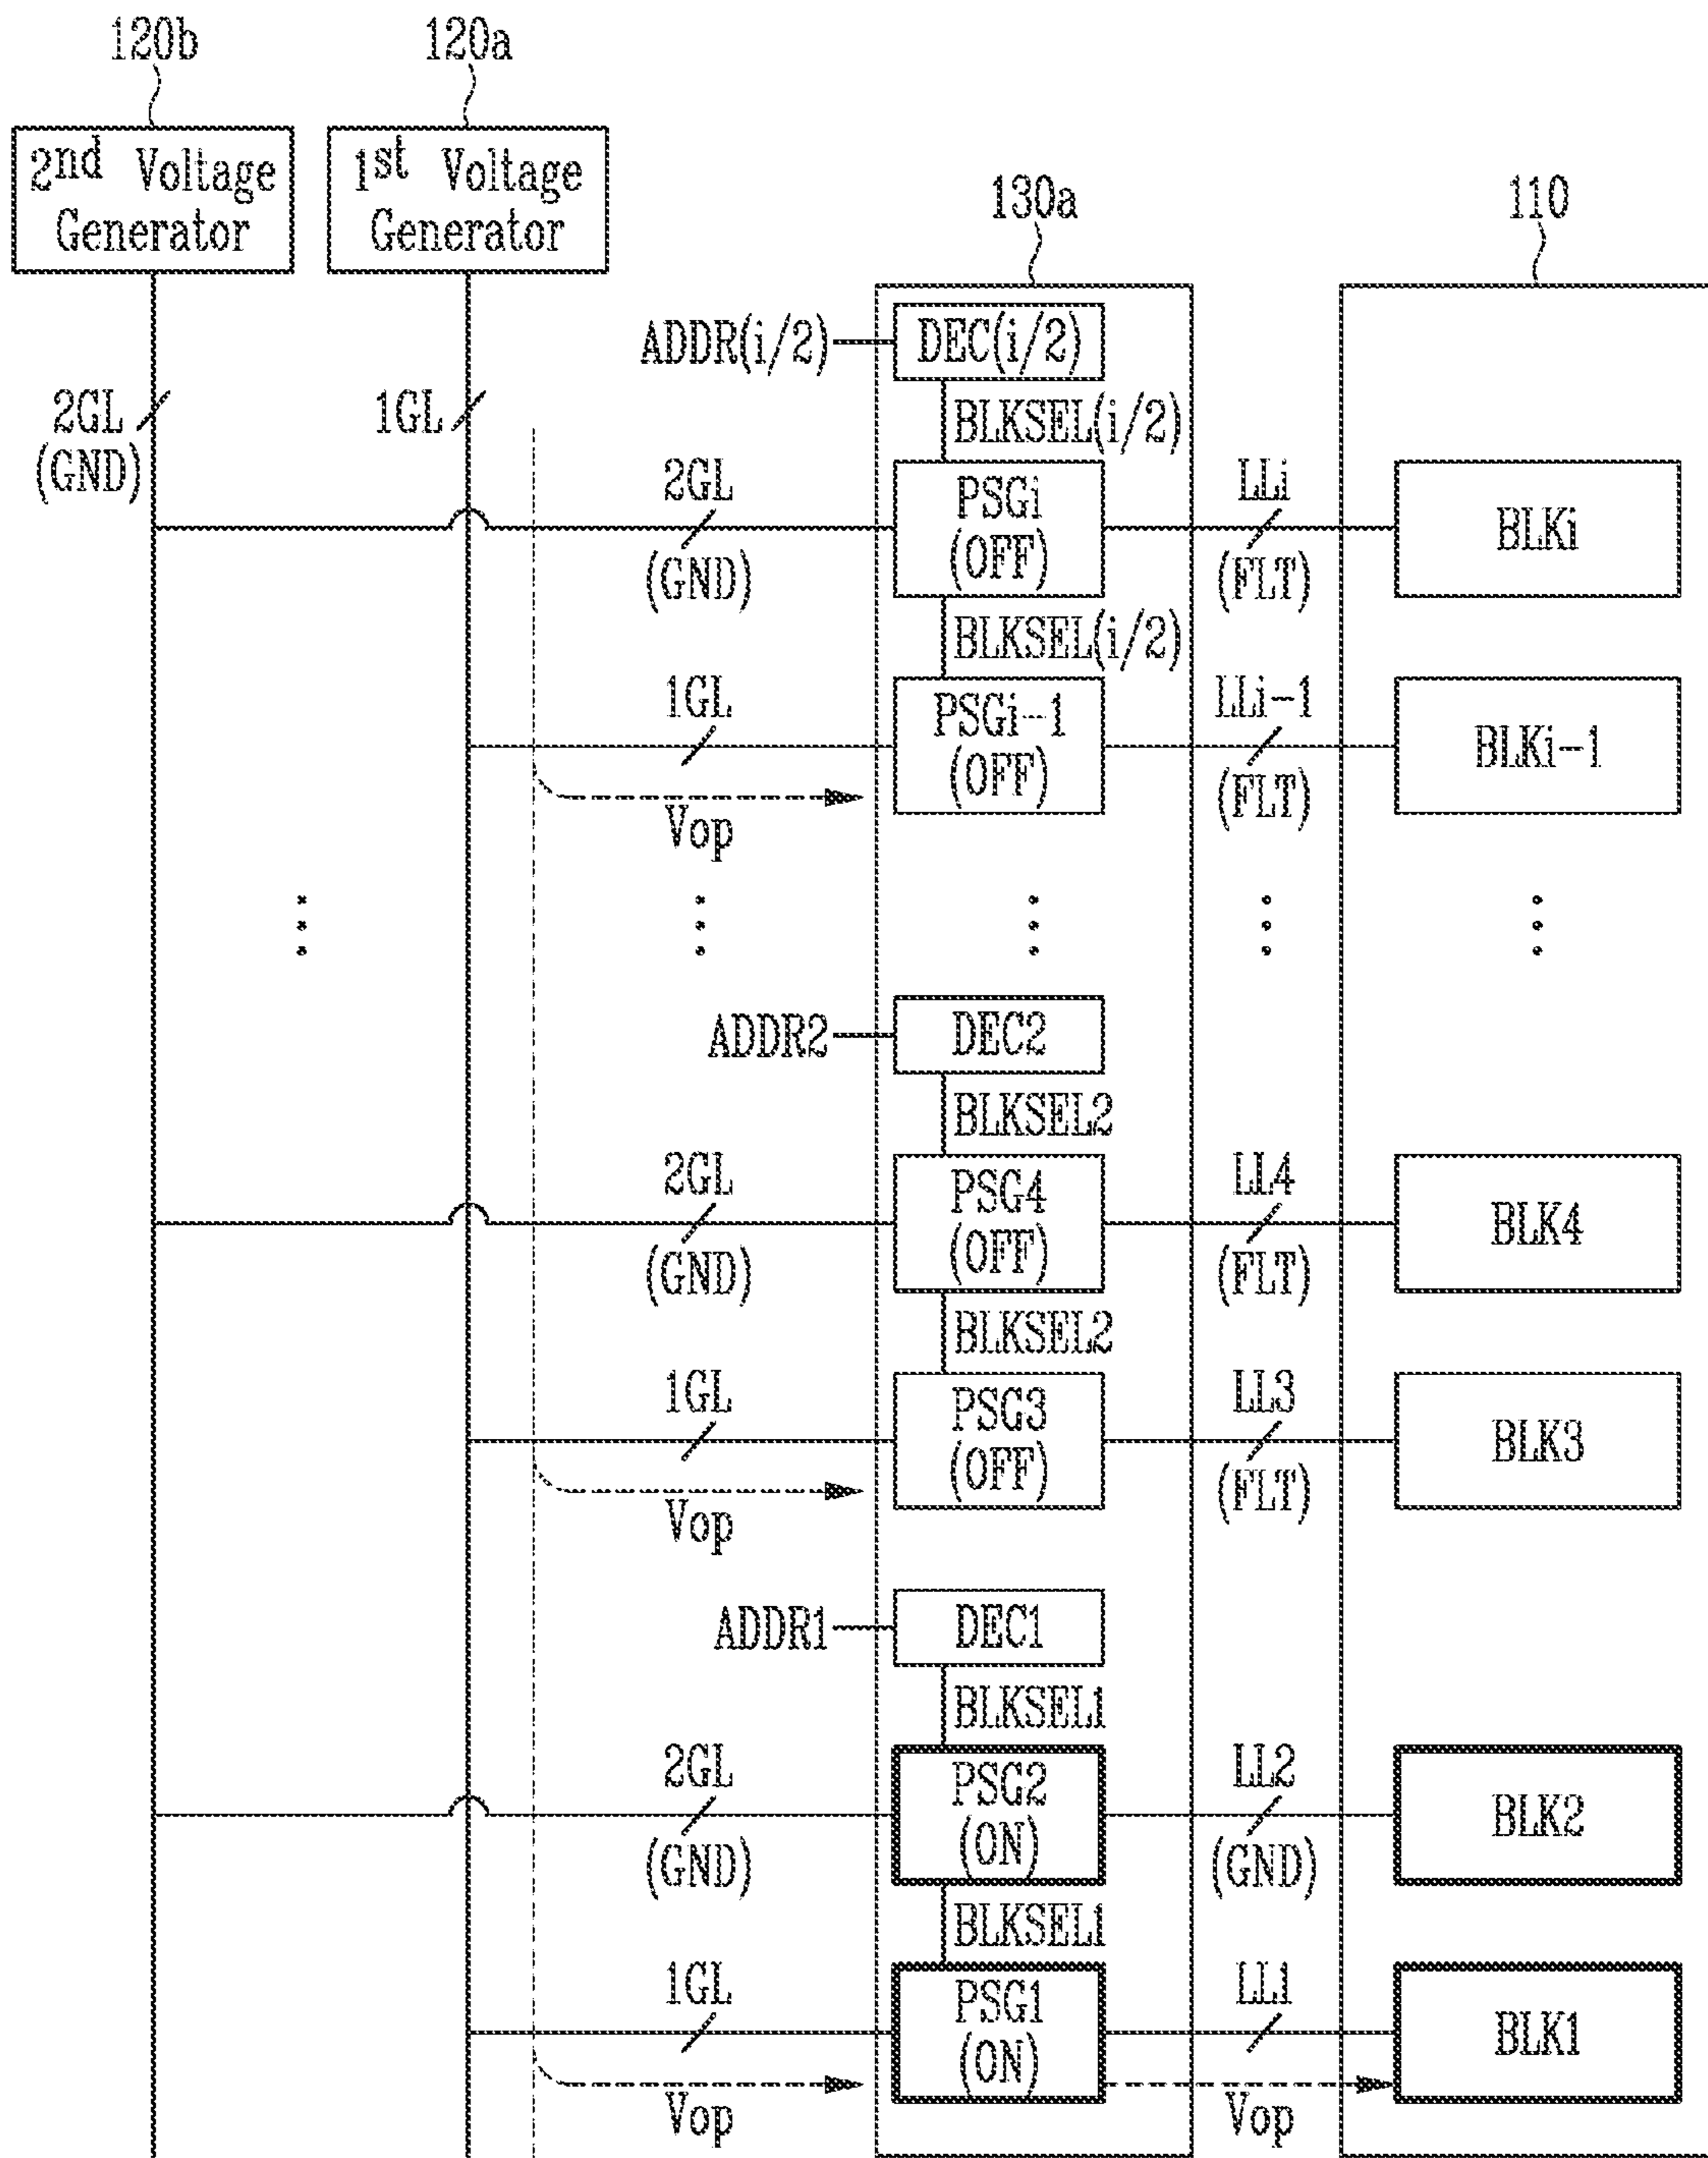 120b
120a
2nd Voltage
Generator
1st Voltage
Generator
130a
110
ADDR(i/2)
DEC(i/2)
2GL
(GND)
1GL
BLKSEL(i/2)
2GL
(GND)
PSGi
(OFF)
LLi
(FLT)
BLKi
BLKSEL(i/2)
1GL
Vop
PSGi-1
(OFF)
LLi-1
(FLT)
BLKi-1
ADDR2
DEC2
BLKSEL2
2GL
(GND)
PSG4
(OFF)
LL4
(FLT)
BLK4
BLKSEL2
1GL
Vop
PSG3
(OFF)
LL3
(FLT)
BLK3
ADDR1
DEC1
BLKSEL1
2GL
(GND)
PSG2
(ON)
LL2
(GND)
BLK2
BLKSEL1
1GL
Vop
PSG1
(ON)
LL1
Vop
BLK1